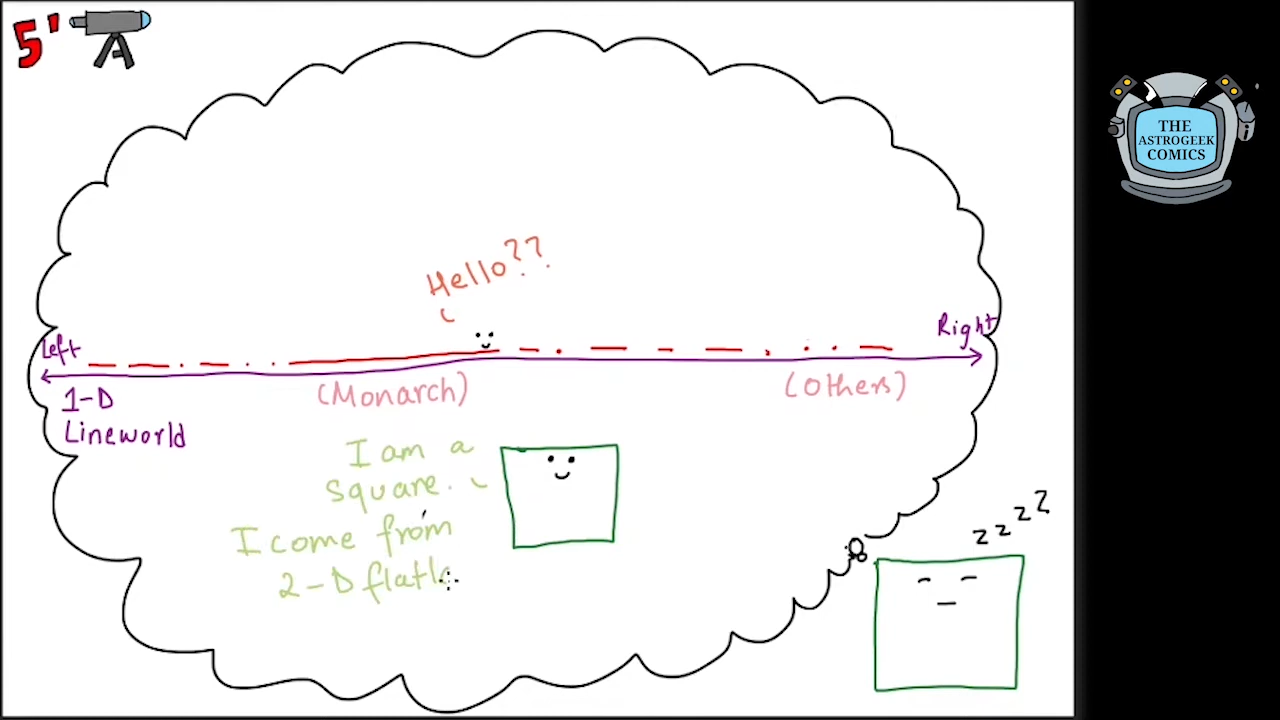 5'
THE
ASTROGEEK
COMICS
Hello??
Left
Right
1-D
Lineworld
(Monarch)
(Others)
I am a
square.
I come from
2-D flatl
zzzz